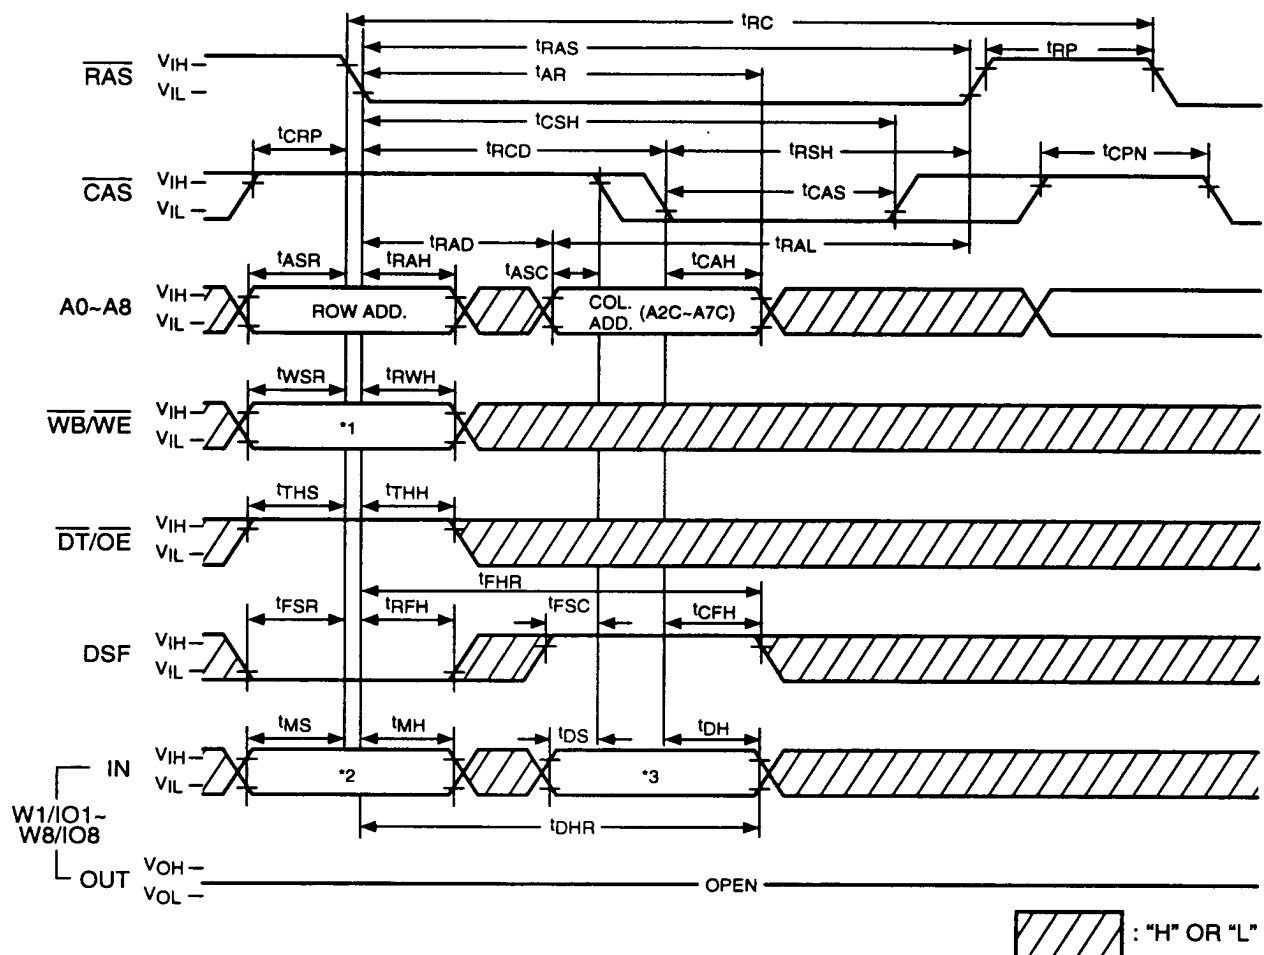 tRC
tRAS
tRP
tAR
RAS
VIH
VIL
tCSH
tCRP
tRCD
tRSH
tCPN
CAS
VIH
VIL
tCAS
tRAD
tRAL
tASR
tRAH
tASC
tCAH
A0~A8
VIH
VIL
ROW ADD.
COL. ADD. (A2C~A7C)
tWSR
tRWH
WB/WE
VIH
VIL
*1
tTHS
tTHH
DT/OE
VIH
VIL
tFHR
tFSR
tRFH
tFSC
tCFH
DSF
VIH
VIL
tMS
tMH
tDS
tDH
IN
VIH
VIL
*2
*3
W1/IO1~
W8/IO8
tDHR
OUT
VOH
VOL
OPEN
: "H" OR "L"